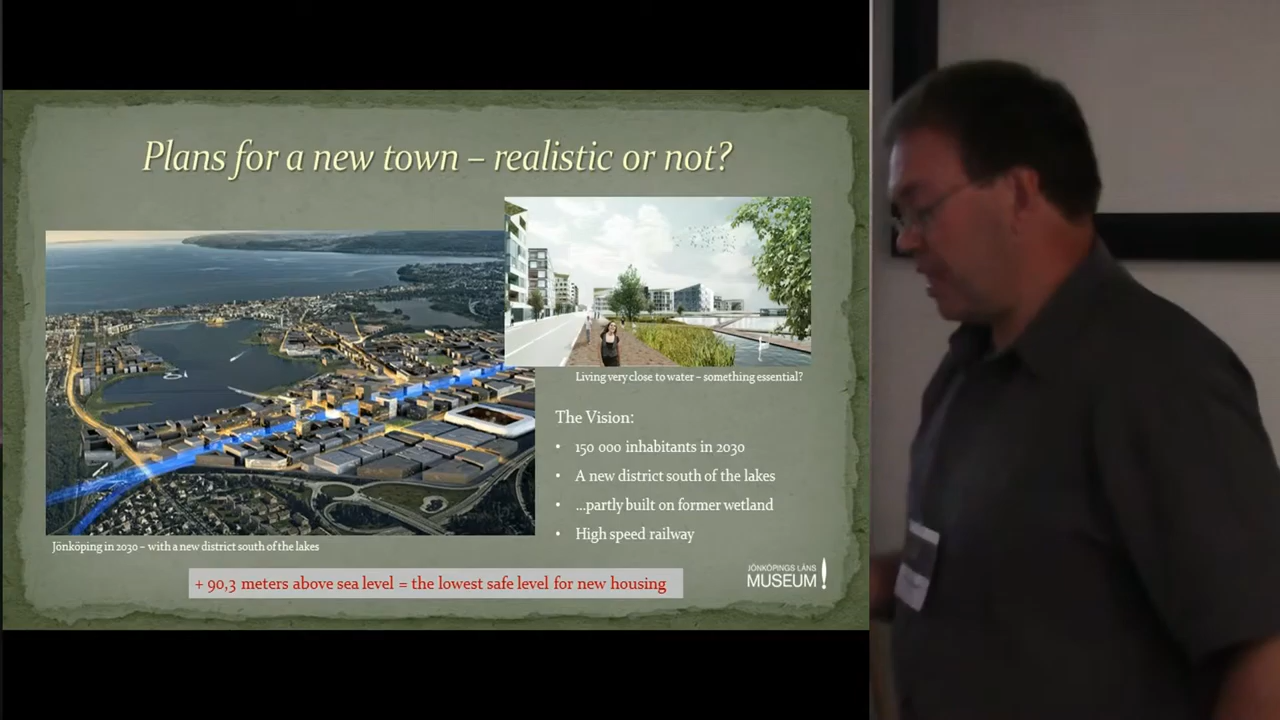 Plans for a new town – realistic or not?
Living very close to water – something essential?
The Vision:
• 150 000 inhabitants in 2030
• A new district south of the lakes
• ...partly built on former wetland
• High speed railway
Jönköping in 2030 – with a new district south of the lakes
+ 90,3 meters above sea level = the lowest safe level for new housing
JÖNKÖPINGS LÄNS
MUSEUM!